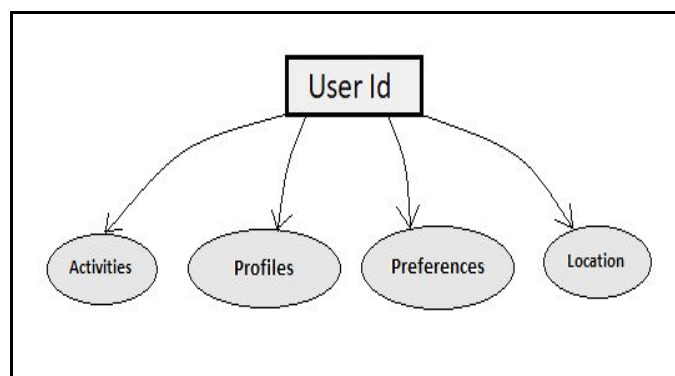 User Id
Activities
Profiles
Preferences
Location